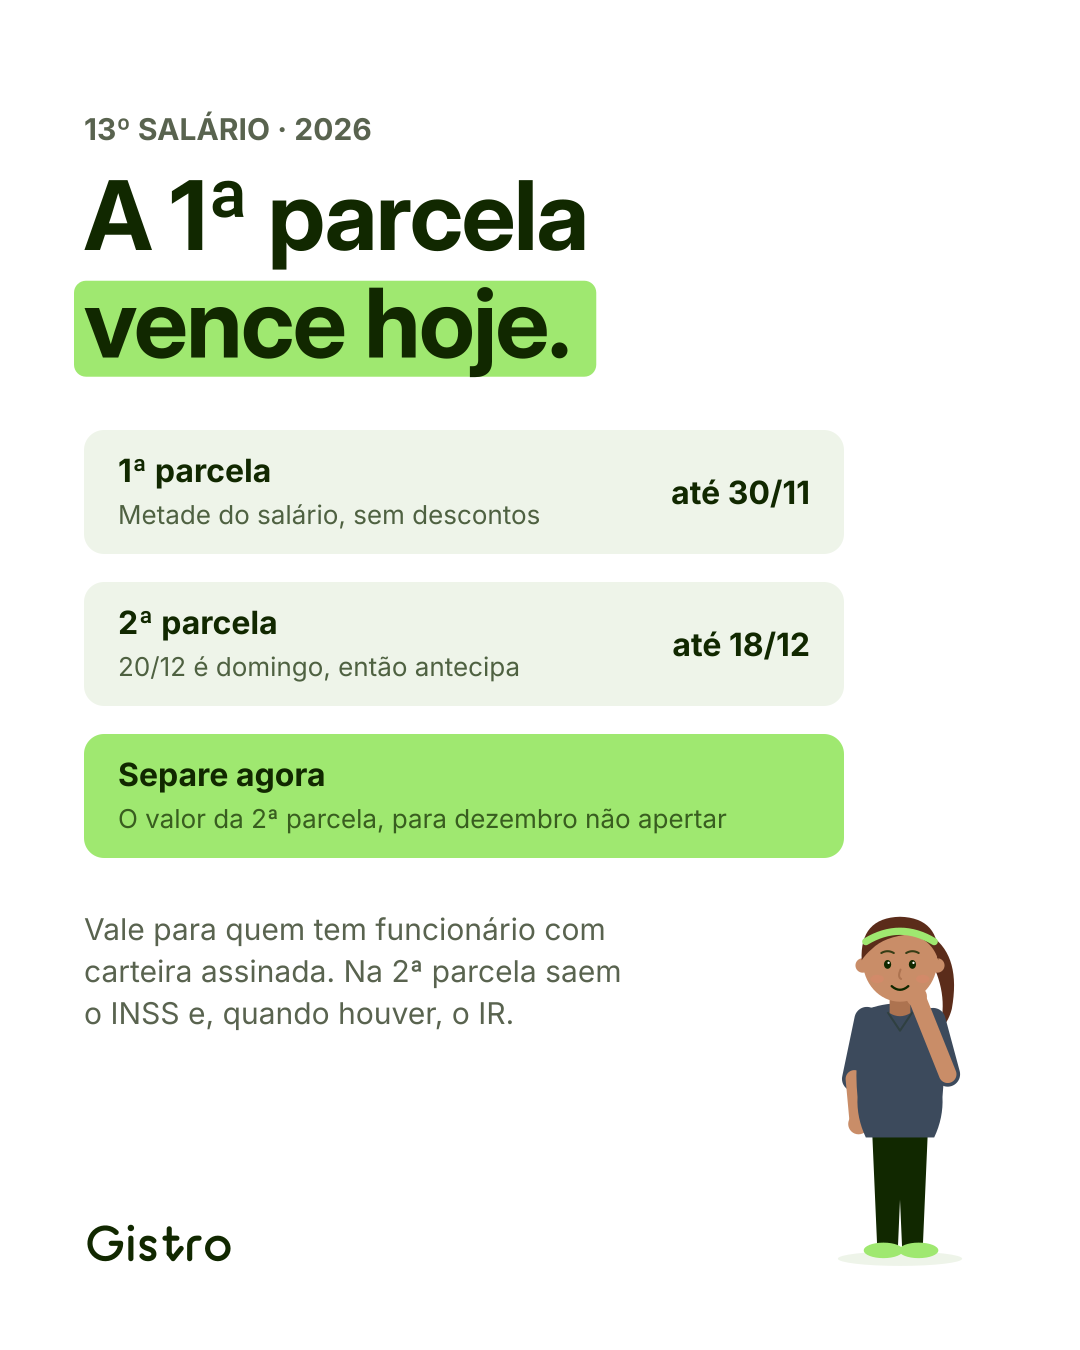 13º SALÁRIO · 2026
A 1ª parcela
vence hoje.
1ª parcela
Metade do salário, sem descontos
até 30/11
2ª parcela
20/12 é domingo, então antecipa
até 18/12
Separe agora
O valor da 2ª parcela, para dezembro não apertar
Vale para quem tem funcionário com
carteira assinada. Na 2ª parcela saem
o INSS e, quando houver, o IR.
Gistro